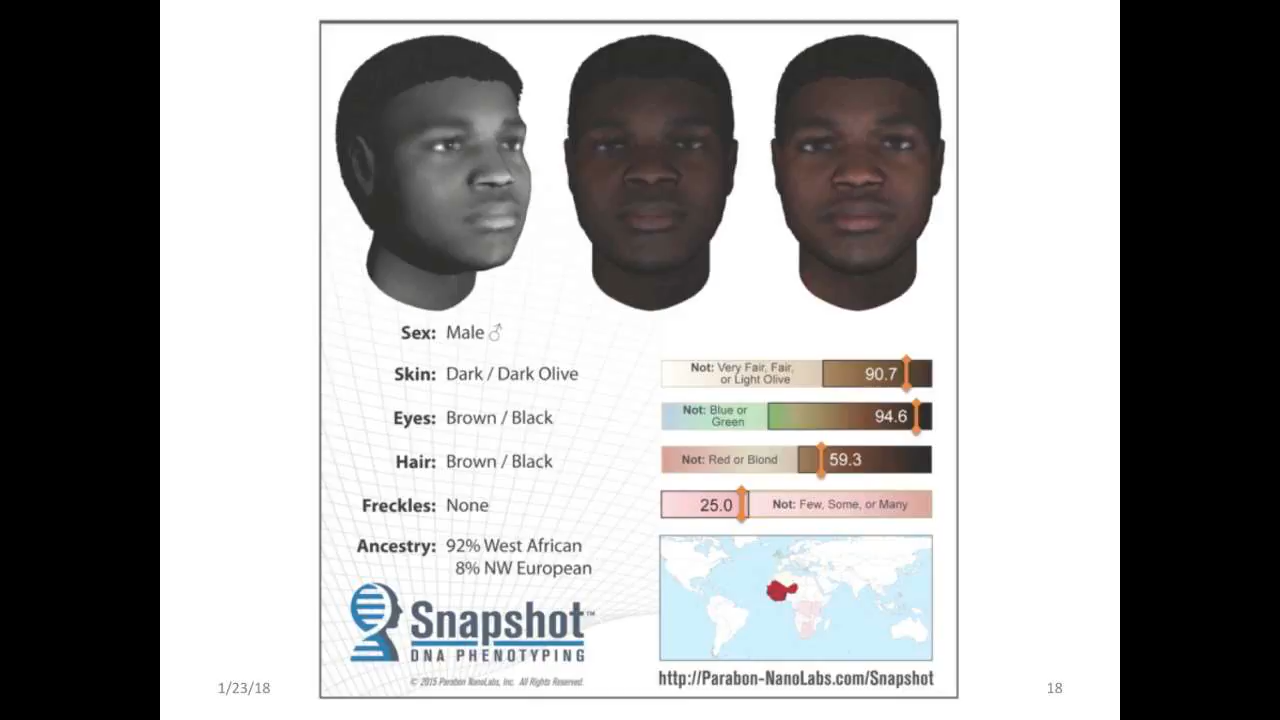 Sex: Male ♂
Skin: Dark / Dark Olive
Not: Very Fair, Fair,
or Light Olive
90.7
Eyes: Brown / Black
Not: Blue or
Green
94.6
Hair: Brown / Black
Not: Red or Blond
59.3
Freckles: None
25.0
Not: Few, Some, or Many
Ancestry: 92% West African
8% NW European
Snapshot™
DNA PHENOTYPING
© 2015 Parabon NanoLabs, Inc. All Rights Reserved.
http://Parabon-NanoLabs.com/Snapshot
1/23/18
18